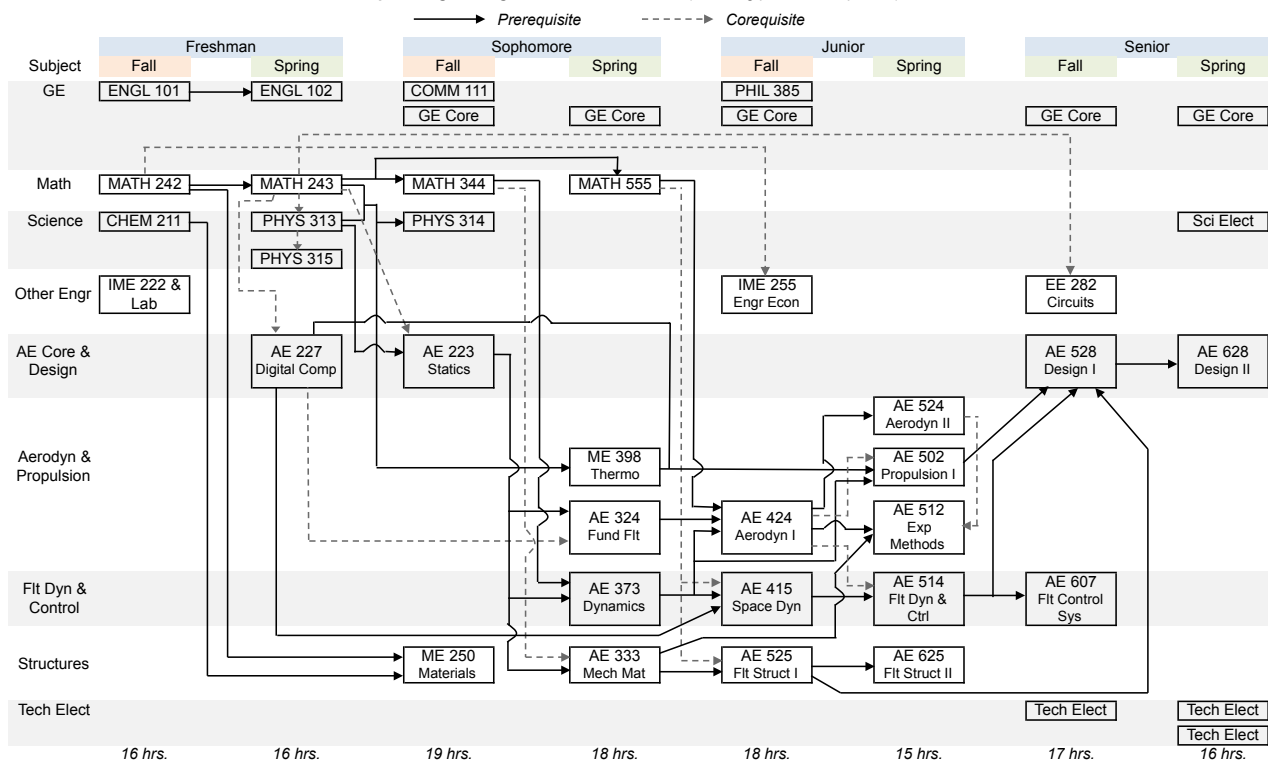 Prerequisite Corequisite
Freshman Sophomore Junior Senior
Subject Fall Spring Fall Spring Fall Spring Fall Spring
GE ENGL 101 ENGL 102 COMM 111 PHIL 385
GE Core GE Core GE Core GE Core GE Core
Math MATH 242 MATH 243 MATH 344 MATH 555
Science CHEM 211 PHYS 313 PHYS 314 Sci Elect
PHYS 315
Other Engr IME 222 & Lab IME 255 Engr Econ EE 282 Circuits
AE Core & Design AE 227 Digital Comp AE 223 Statics AE 528 Design I AE 628 Design II
AE 524 Aerodyn II
Aerodyn & Propulsion ME 398 Thermo AE 502 Propulsion I
AE 324 Fund Flt AE 424 Aerodyn I AE 512 Exp Methods
Flt Dyn & Control AE 373 Dynamics AE 415 Space Dyn AE 514 Flt Dyn & Ctrl AE 607 Flt Control Sys
Structures ME 250 Materials AE 333 Mech Mat AE 525 Flt Struct I AE 625 Flt Struct II
Tech Elect Tech Elect Tech Elect
Tech Elect
16 hrs. 16 hrs. 19 hrs. 18 hrs. 18 hrs. 15 hrs. 17 hrs. 16 hrs.